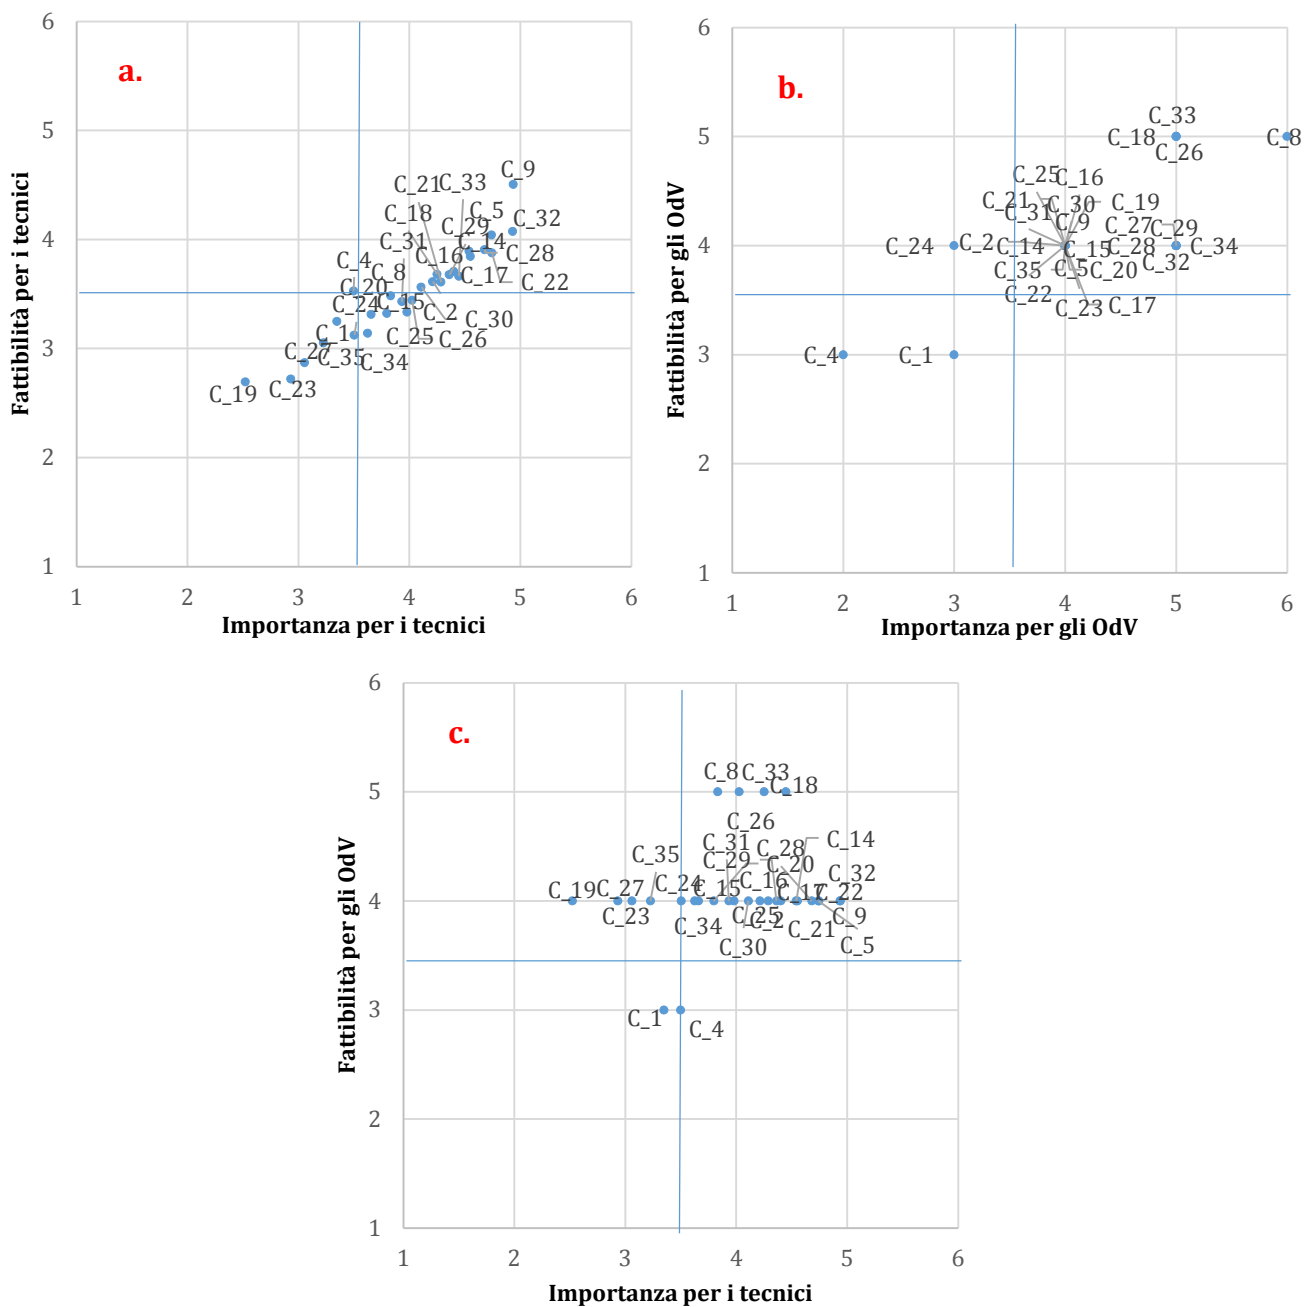 a.
6
5
4
3
2
1
Fattibilità per i tecnici
C_9
C_21
C_33
C_5
C_32
C_18
C_29
C_31
C_14
C_28
C_4
C_8
C_16
C_17
C_22
C_20
C_24
C_15
C_2
C_30
C_1
C_25
C_26
C_27
C_35
C_34
C_19
C_23
1 2 3 4 5 6
Importanza per i tecnici
b.
6
5
4
3
2
1
Fattibilità per gli OdV
C_33
C_18
C_8
C_26
C_25
C_16
C_21
C_30
C_19
C_31
C_9
C_27
C_29
C_24
C_2
C_14
C_15
C_28
C_34
C_35
C_5
C_20
C_32
C_22
C_23
C_17
C_4
C_1
1 2 3 4 5 6
Importanza per gli OdV
c.
6
5
4
3
2
1
Fattibilità per gli OdV
C_8
C_33
C_18
C_26
C_31
C_14
C_35
C_29
C_28
C_20
C_32
C_19
C_27
C_24
C_15
C_16
C_17
C_22
C_23
C_34
C_25
C_2
C_9
C_30
C_21
C_5
C_1
C_4
1 2 3 4 5 6
Importanza per i tecnici